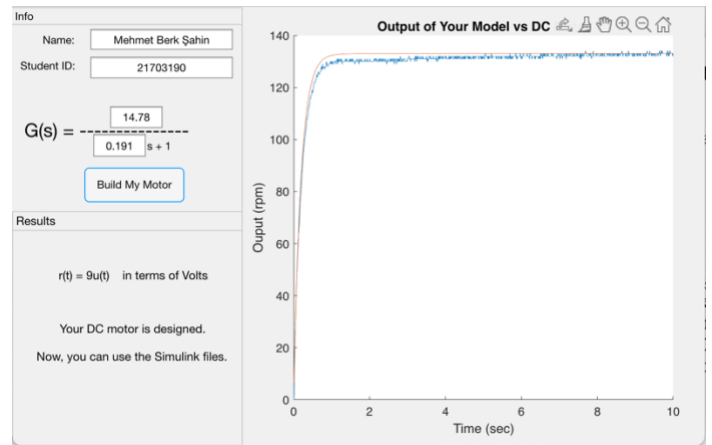 Info
Name: Mehmet Berk Şahin
Student ID: 21703190
14.78
G(s) = ----------------
0.191 s + 1
Build My Motor
Results
r(t) = 9u(t) in terms of Volts
Your DC motor is designed.
Now, you can use the Simulink files.
Output of Your Model vs DC
140
120
100
80
60
40
20
0
Ouput (rpm)
0 2 4 6 8 10
Time (sec)